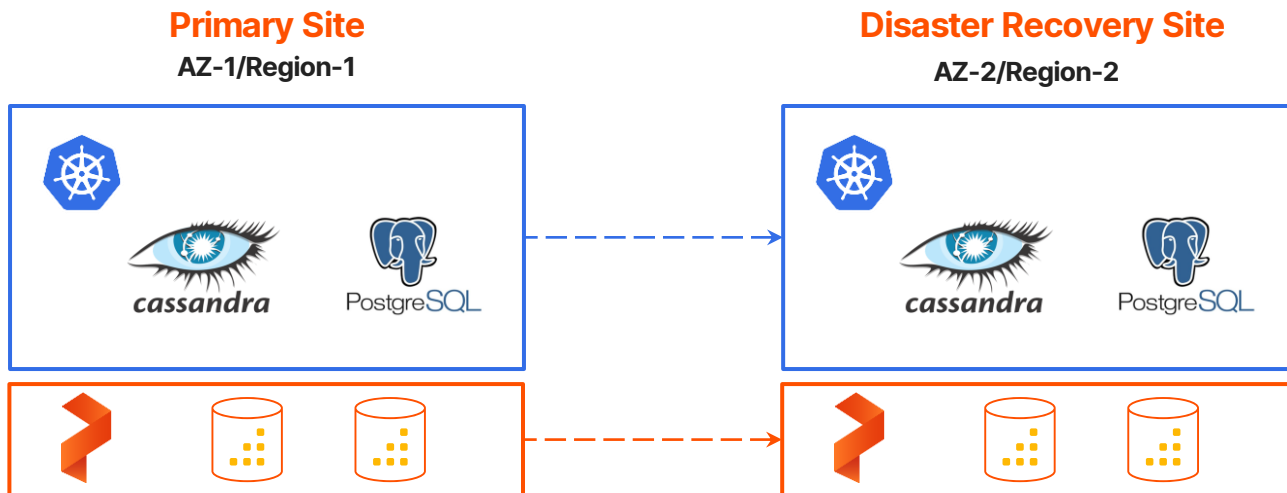 Primary Site
AZ-1/Region-1
Disaster Recovery Site
AZ-2/Region-2
cassandra
PostgreSQL
cassandra
PostgreSQL